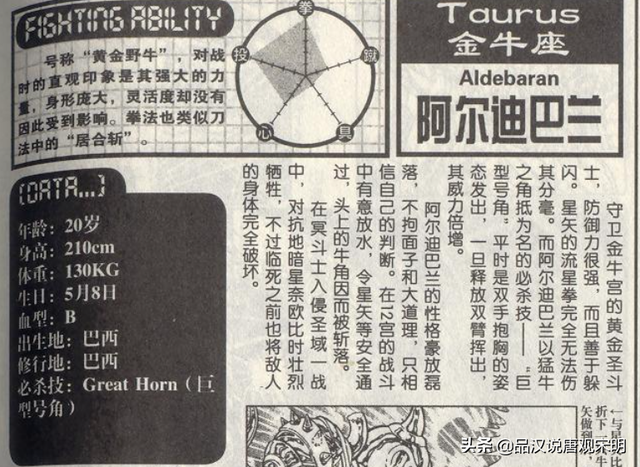 FIGHTING ABILITY
号称“黄金野牛”，对战
时的直观印象是其强大的力
量，身形庞大，灵活度却没有
因此受到影响。拳法也类似刀
法中的“居合斩”。
拳
蹴
具
心
投
Taurus
金牛座
Aldebaran
阿尔迪巴兰
守卫金牛宫的黄金圣斗
士，防御力很强，而且善于躲
闪。星矢的流星拳完全无法伤
其分毫。而阿尔迪巴兰以猛牛
之角抵为名的必杀技——“巨
型号角”平时是双手抱胸的姿
态发出，一旦释放双臂挥出，
其威力倍增。
阿尔迪巴兰的性格豪放磊
落，不拘面子和大道理，只相
信自己的判断。在12宫的战斗
中有意放水，令星矢等安全通
过，头上的牛角因而被斩落。
在冥斗士入侵圣域一战
中，对抗地暗星奈欧比时壮烈
牺牲，不过临死之前也将敌人
的身体完全破坏。
(DATA...)
年龄：20岁
身高：210cm
体重：130KG
生日：5月8日
血型：B
出生地：巴西
修行地：巴西
必杀技：Great Horn（巨
型号角）
←与星
比
折下一
牛
矢做到
头条 @品汉说唐观宋明